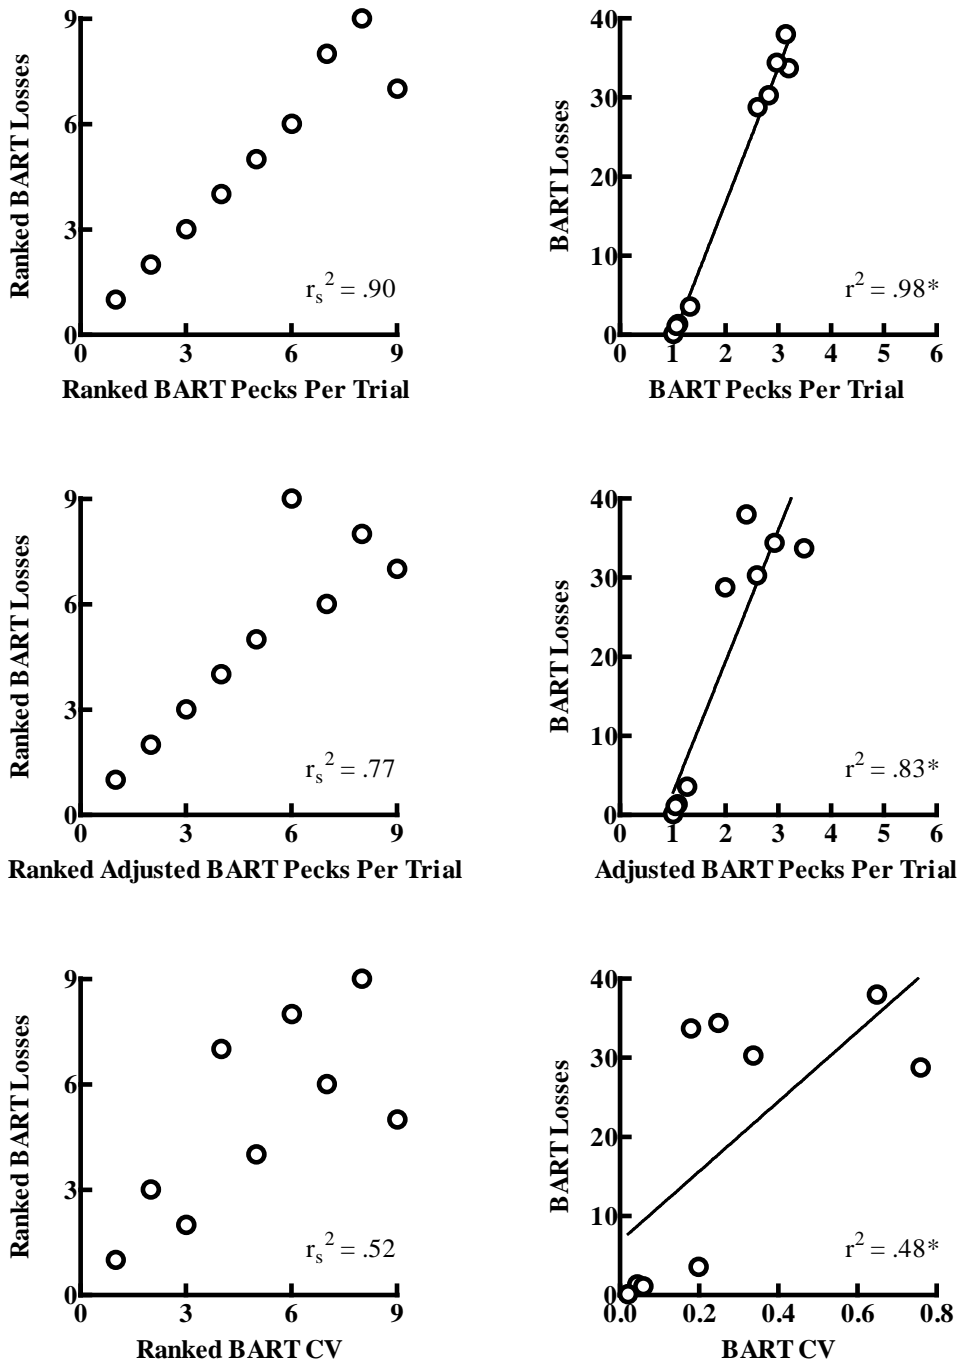 Ranked BART Losses
9
6
3
0
0 3 6 9
r_s^2 = .90
Ranked BART Pecks Per Trial
BART Losses
40
30
20
10
0
0 1 2 3 4 5 6
r^2 = .98*
BART Pecks Per Trial
Ranked BART Losses
9
6
3
0
0 3 6 9
r_s^2 = .77
Ranked Adjusted BART Pecks Per Trial
BART Losses
40
30
20
10
0
0 1 2 3 4 5 6
r^2 = .83*
Adjusted BART Pecks Per Trial
Ranked BART Losses
9
6
3
0
0 3 6 9
r_s^2 = .52
Ranked BART CV
BART Losses
40
30
20
10
0
0.0 0.2 0.4 0.6 0.8
r^2 = .48*
BART CV